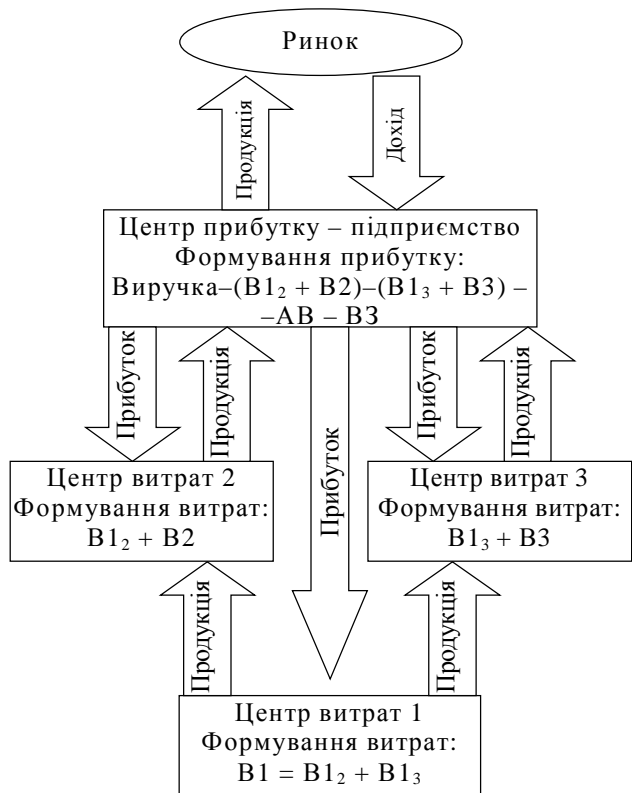 Ринок
Продукція
Дохід
Центр прибутку – підприємство
Формування прибутку:
Виручка–(В1₂ + В2)–(В1₃ + В3) –
–АВ – ВЗ
Прибуток
Продукція
Прибуток
Прибуток
Продукція
Центр витрат 2
Формування витрат:
В1₂ + В2
Центр витрат 3
Формування витрат:
В1₃ + В3
Продукція
Продукція
Центр витрат 1
Формування витрат:
В1 = В1₂ + В1₃